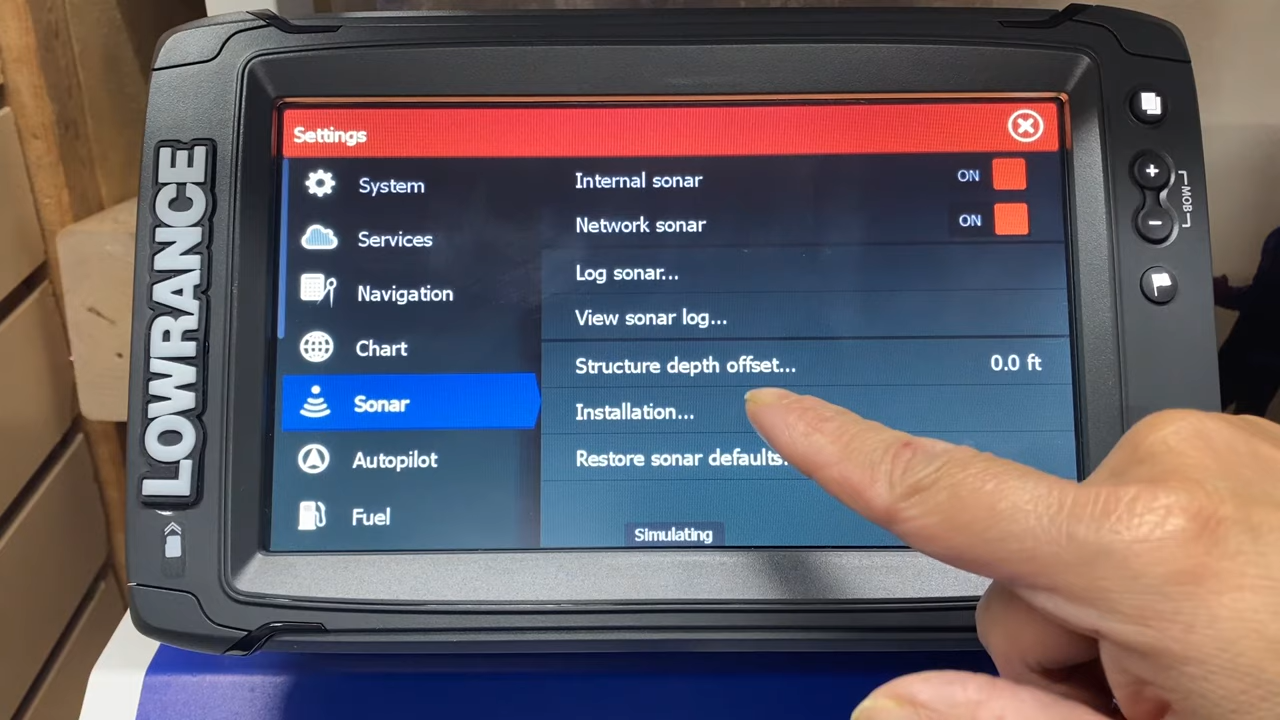 LOWRANCE
Settings
System
Services
Navigation
Chart
Sonar
Autopilot
Fuel
Internal sonar ON
Network sonar ON
Log sonar...
View sonar log...
Structure depth offset... 0.0 ft
Installation...
Restore sonar defaults.
Simulating
+
MOB
-